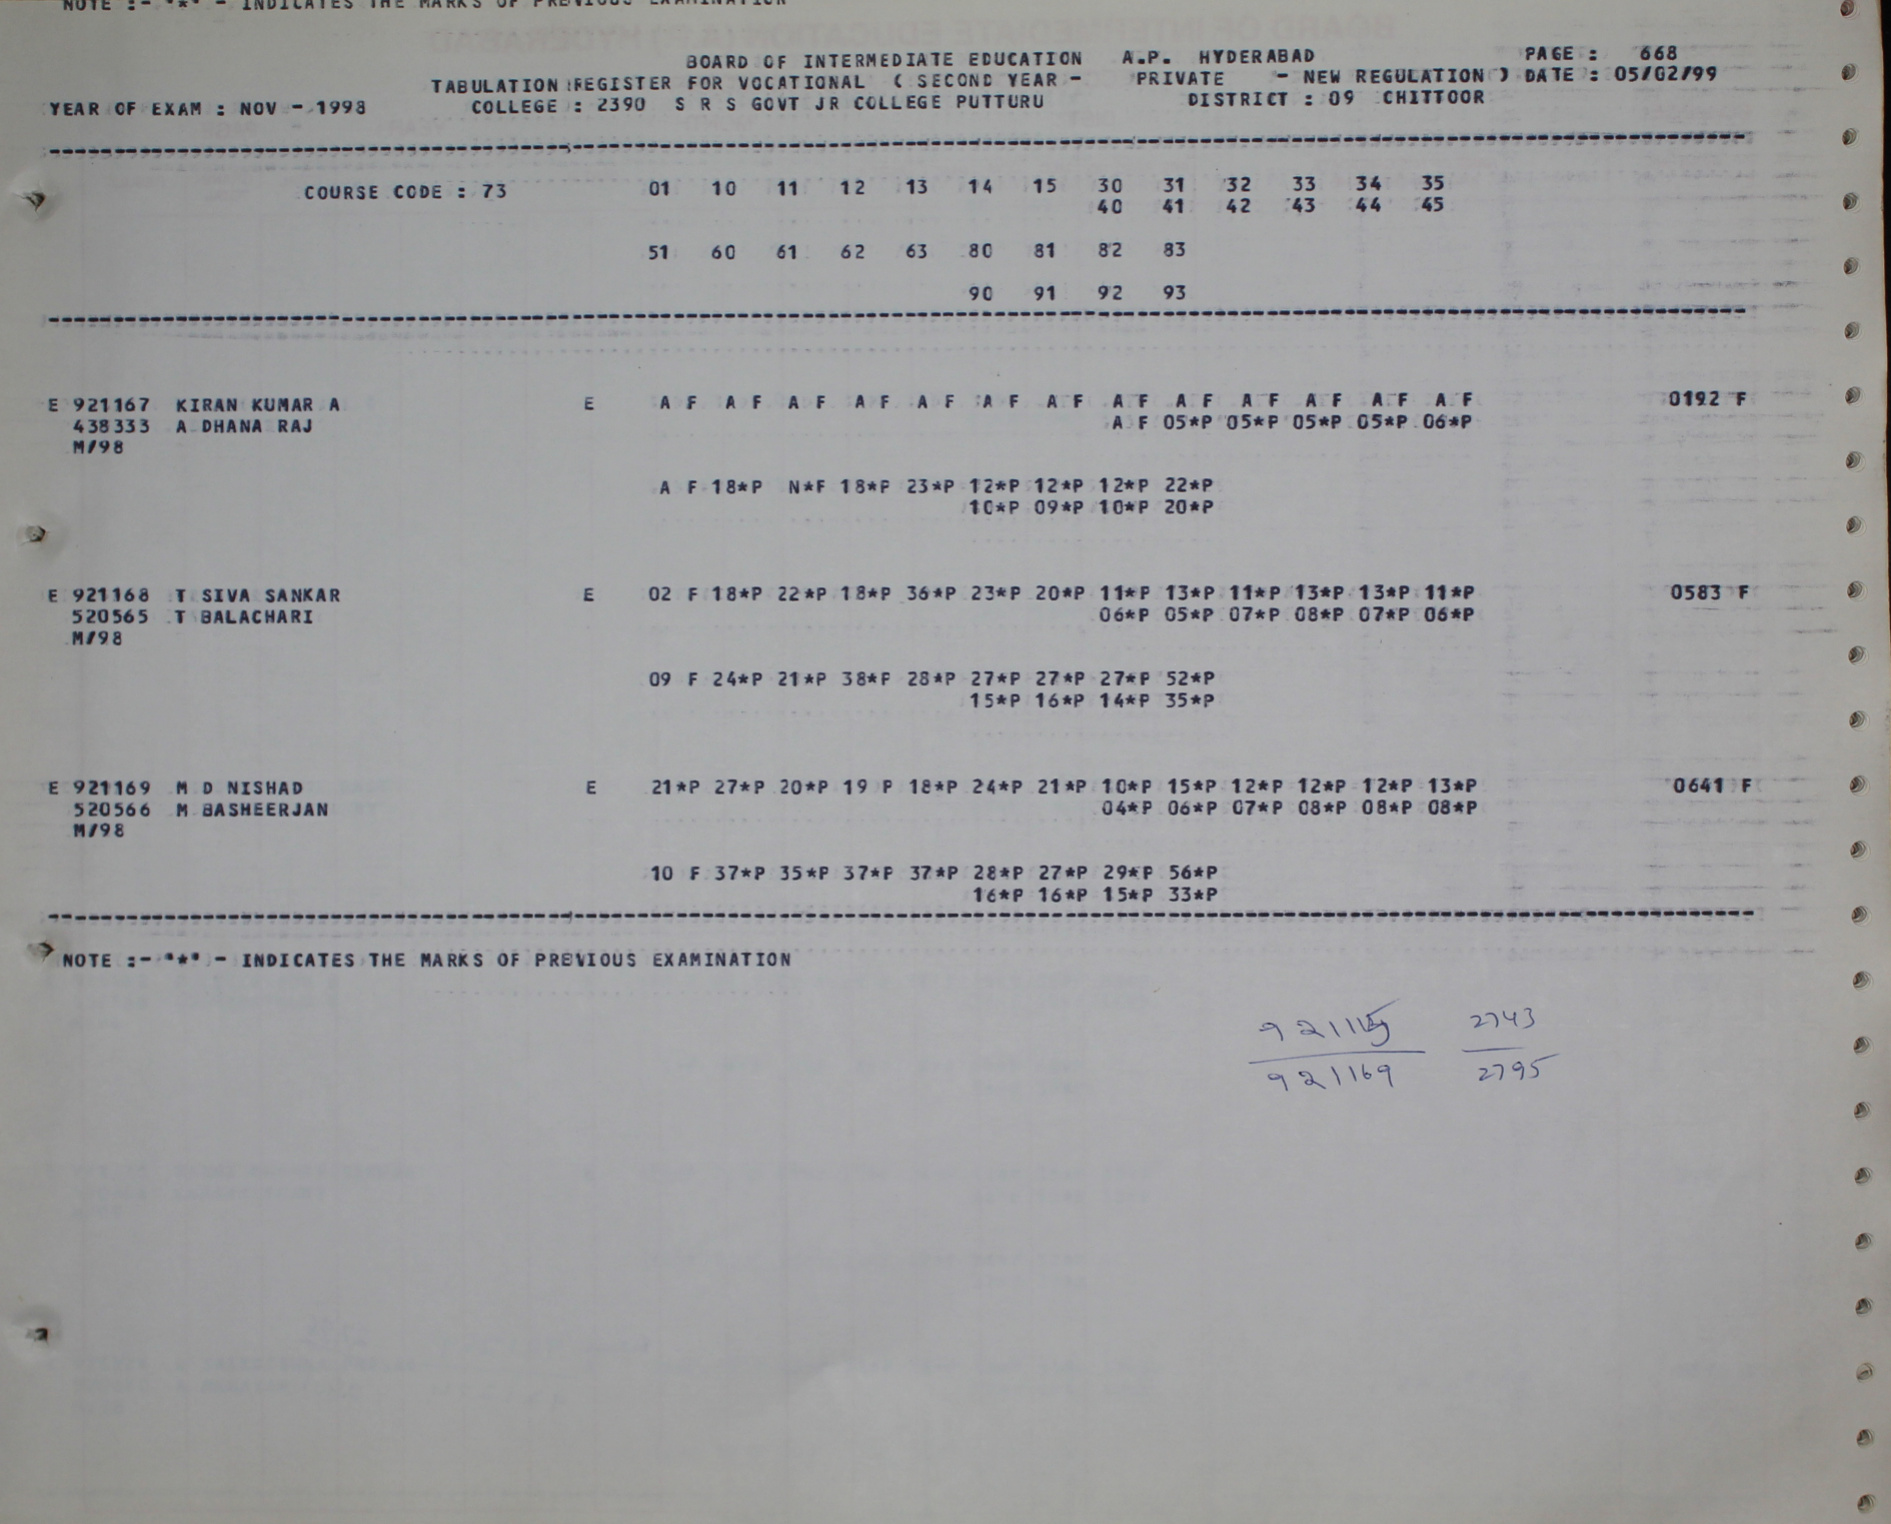 NOTE :- "*" - INDICATES THE MARKS OF PREVIOUS EXAMINATION
BOARD OF INTERMEDIATE EDUCATION A.P. HYDERABAD PAGE : 668
TABULATION REGISTER FOR VOCATIONAL ( SECOND YEAR - PRIVATE - NEW REGULATION ) DATE : 05/02/99
YEAR OF EXAM : NOV - 1998 COLLEGE : 2390 S R S GOVT JR COLLEGE PUTTURU DISTRICT : 09 CHITTOOR
COURSE CODE : 73 01 10 11 12 13 14 15 30 31 32 33 34 35
40 41 42 43 44 45
51 60 61 62 63 80 81 82 83
90 91 92 93
E 921167 KIRAN KUMAR A E A F A F A F A F A F A F A F A F A F A F A F A F A F 0192 F
438333 A DHANA RAJ A F 05*P 05*P 05*P 05*P 06*P
M/98
A F 18*P N*F 18*P 23*P 12*P 12*P 12*P 22*P
10*P 09*P 10*P 20*P
E 921168 T SIVA SANKAR E 02 F 18*P 22*P 18*P 36*P 23*P 20*P 11*P 13*P 11*P 13*P 13*P 11*P 0583 F
520565 T BALACHARI 06*P 05*P 07*P 08*P 07*P 06*P
M/98
09 F 24*P 21*P 38*P 28*P 27*P 27*P 27*P 52*P
15*P 16*P 14*P 35*P
E 921169 M D NISHAD E 21*P 27*P 20*P 19 P 18*P 24*P 21*P 10*P 15*P 12*P 12*P 12*P 13*P 0641 F
520566 M BASHEERJAN 04*P 06*P 07*P 08*P 08*P 08*P
M/98
10 F 37*P 35*P 37*P 37*P 28*P 27*P 29*P 56*P
16*P 16*P 15*P 33*P
NOTE :- "*" - INDICATES THE MARKS OF PREVIOUS EXAMINATION
2743
921169 2795